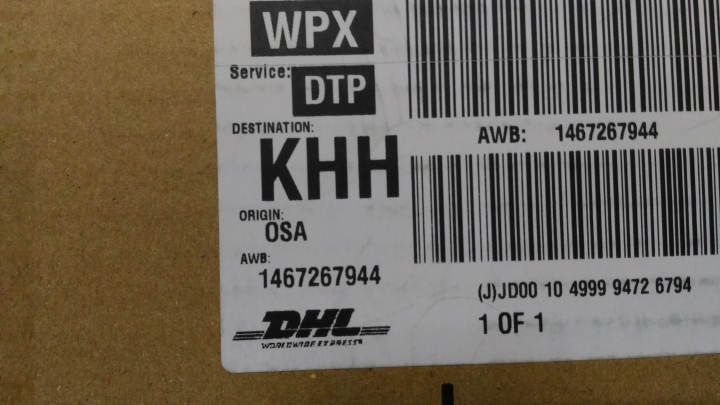 WPX
Service:
DTP
DESTINATION:
KHH
AWB: 1467267944
ORIGIN:
OSA
AWB:
1467267944
(J)JD00 10 4999 9472 6794
1 OF 1
DHL
WORLDWIDE EXPRESS®